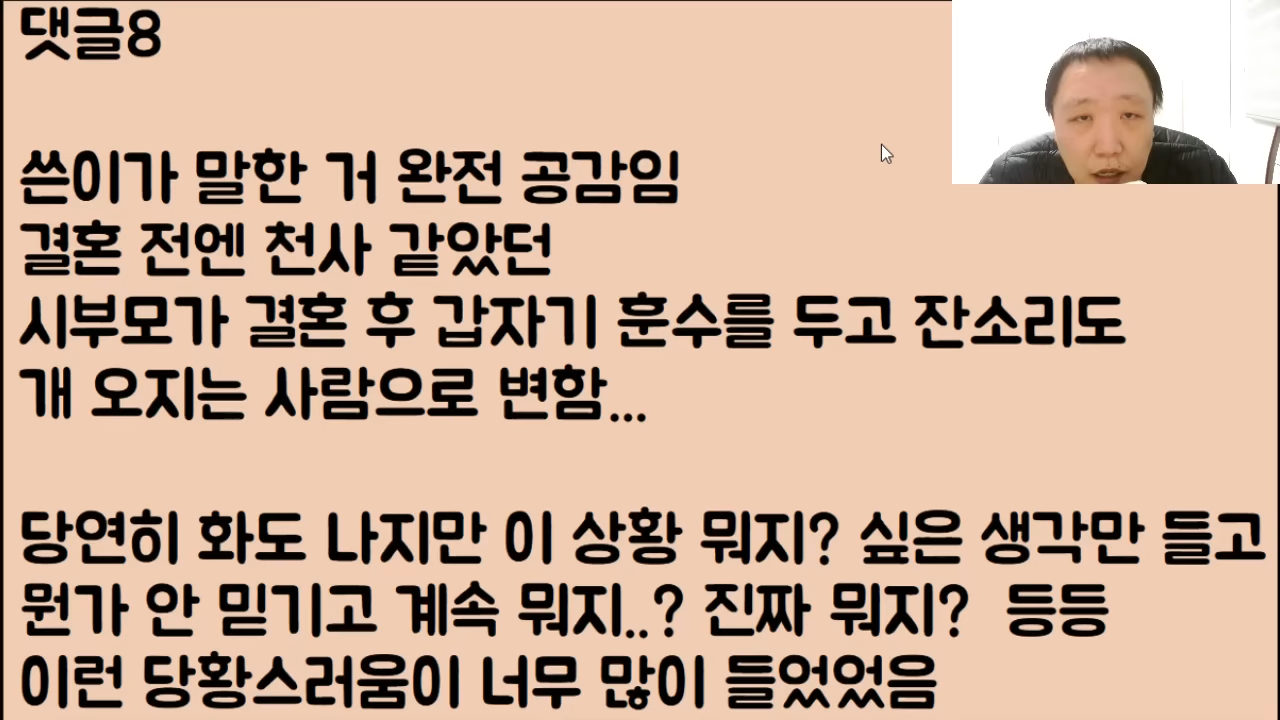 댓글8
쓴이가 말한 거 완전 공감임
결혼 전엔 천사 같았던
시부모가 결혼 후 갑자기 훈수를 두고 잔소리도
개 오지는 사람으로 변함...
당연히 화도 나지만 이 상황 뭐지? 싶은 생각만 들고
뭔가 안 믿기고 계속 뭐지..? 진짜 뭐지? 등등
이런 당황스러움이 너무 많이 들었었음